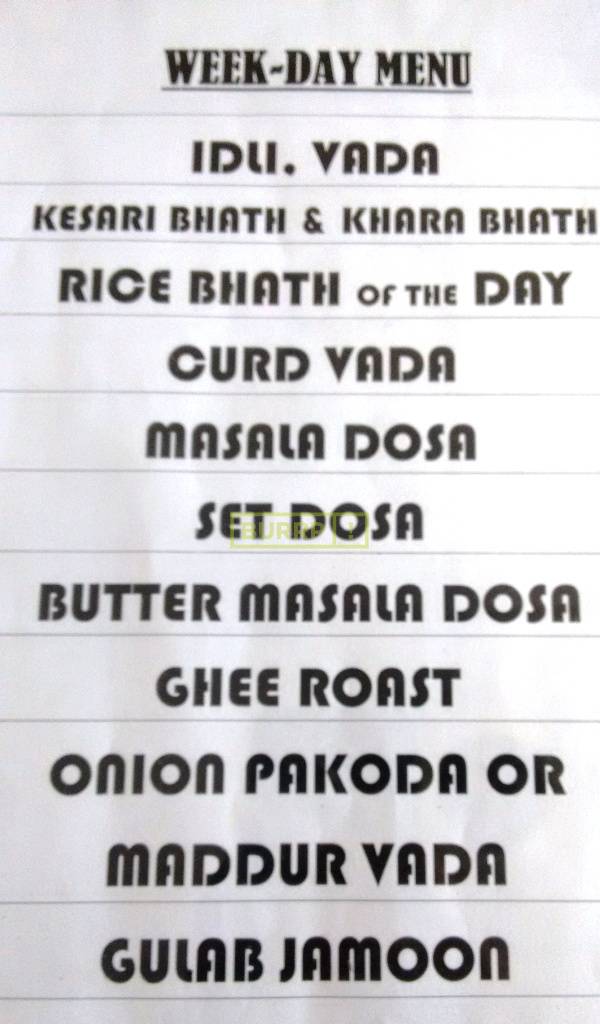 WEEK-DAY MENU
IDLI. VADA
KESARI BHATH & KHARA BHATH
RICE BHATH OF THE DAY
CURD VADA
MASALA DOSA
SET DOSA
BURRP!
BUTTER MASALA DOSA
GHEE ROAST
ONION PAKODA OR
MADDUR VADA
GULAB JAMOON